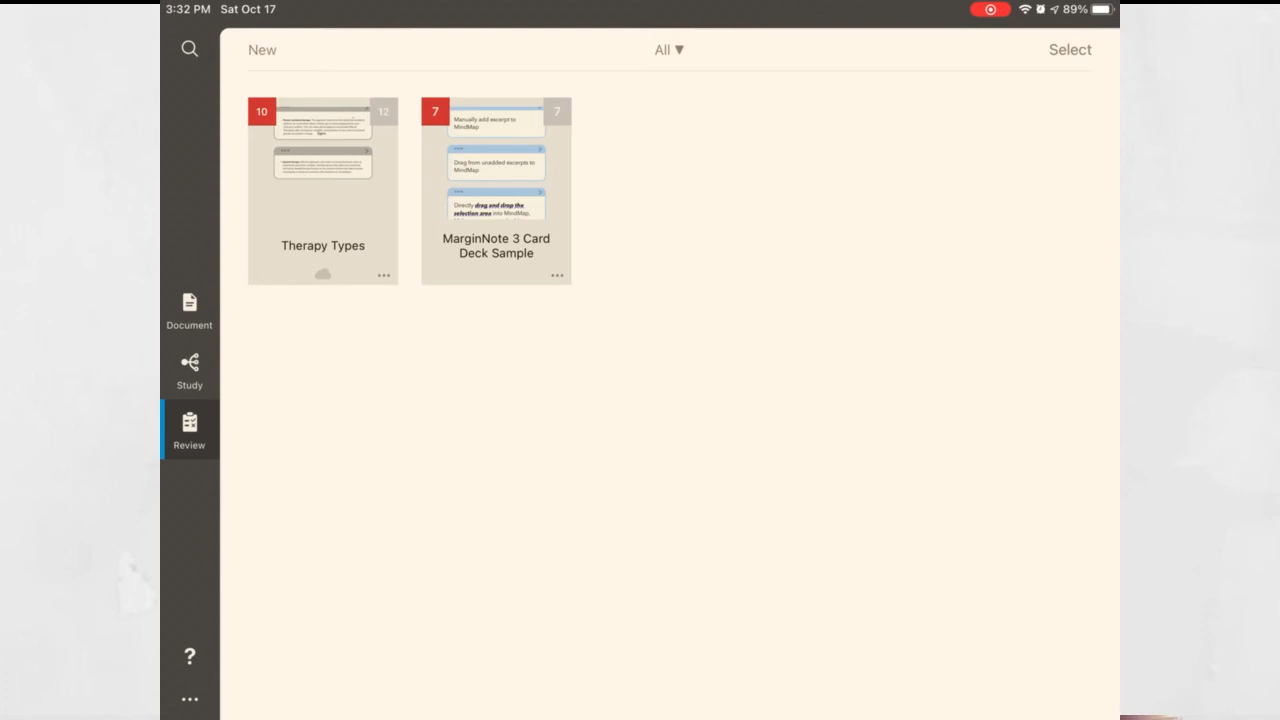 3:32 PM Sat Oct 17
89%
New
All ▼
Select
10
12
Therapy Types
7
7
Manually add excerpt to
MindMap
Drag from unadded excerpts to
MindMap
Directly drag and drop the
selection area into MindMap,
MarginNote 3 Card
Deck Sample
Document
Study
Review
?